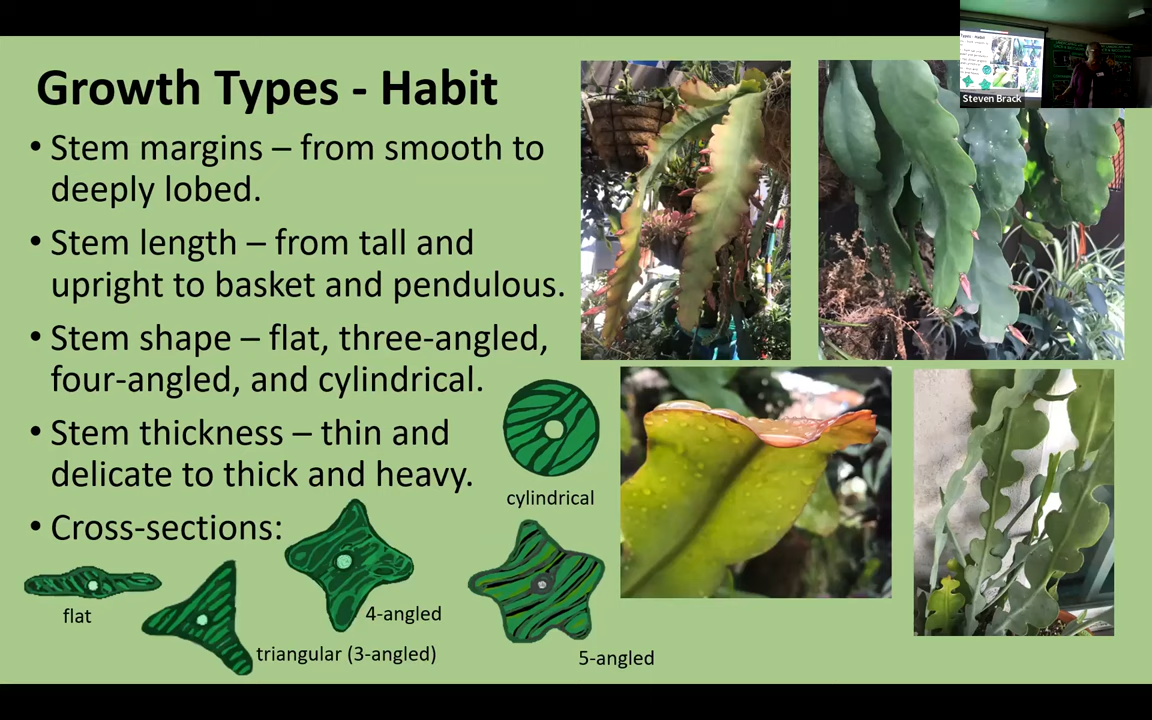 Growth Types - Habit
• Stem margins – from smooth to
deeply lobed.
• Stem length – from tall and
upright to basket and pendulous.
• Stem shape – flat, three-angled,
four-angled, and cylindrical.
• Stem thickness – thin and
delicate to thick and heavy.
• Cross-sections:
cylindrical
flat
4-angled
triangular (3-angled)
5-angled
Steven Brack